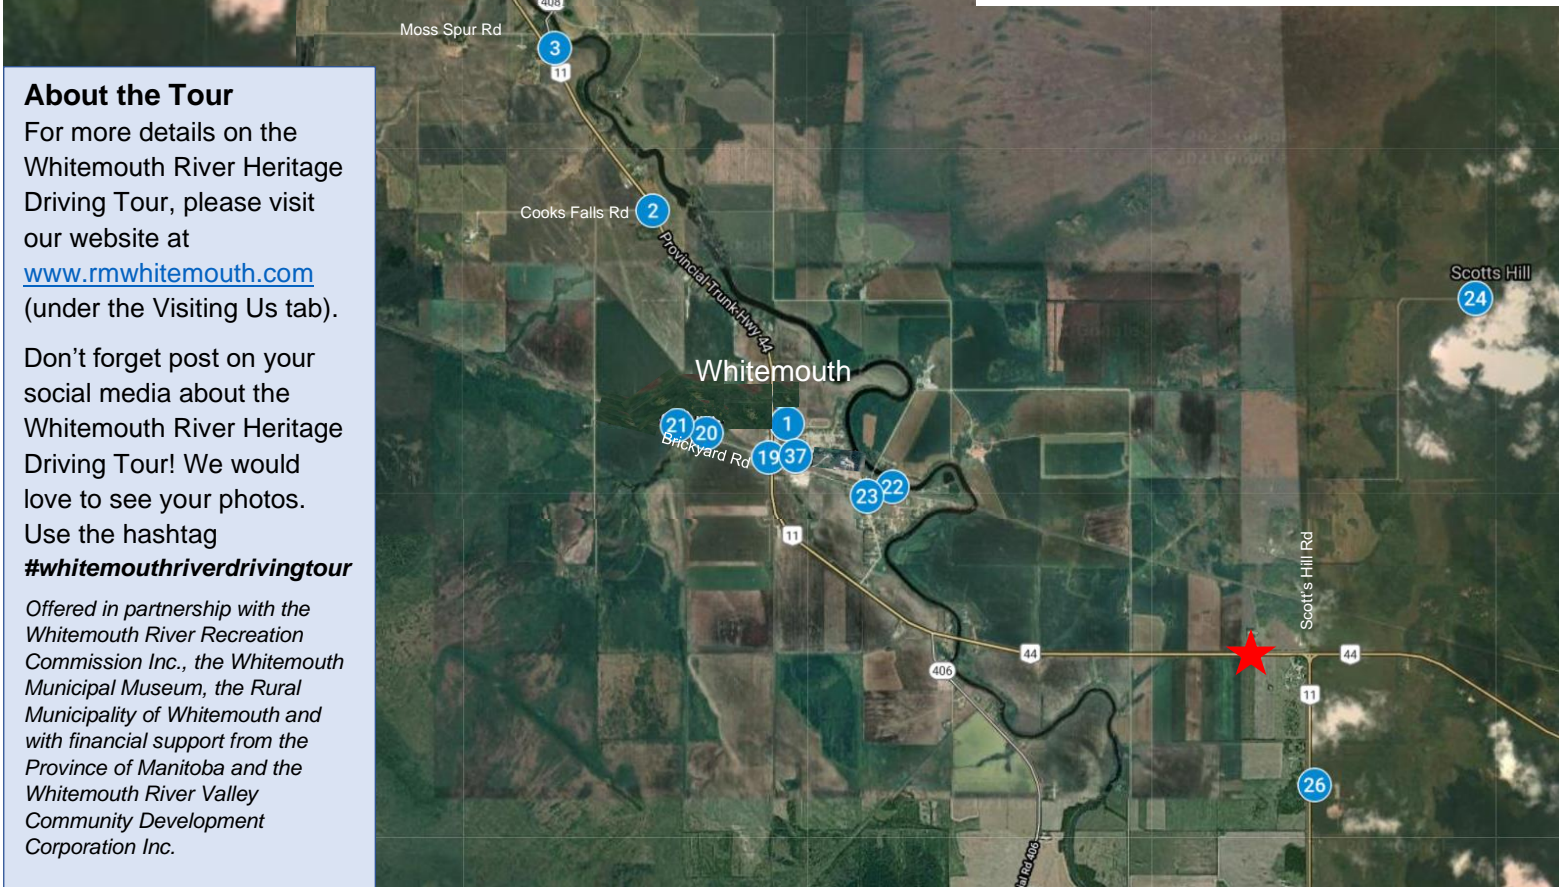 About the Tour
For more details on the
Whitemouth River Heritage
Driving Tour, please visit
our website at
www.rmwhitemouth.com
(under the Visiting Us tab).
Don’t forget post on your
social media about the
Whitemouth River Heritage
Driving Tour! We would
love to see your photos.
Use the hashtag
#whitemouthriverdrivingtour
Offered in partnership with the
Whitemouth River Recreation
Commission Inc., the Whitemouth
Municipal Museum, the Rural
Municipality of Whitemouth and
with financial support from the
Province of Manitoba and the
Whitemouth River Valley
Community Development
Corporation Inc.
408
Moss Spur Rd
3
11
Cooks Falls Rd
2
Provincial Trunk Hwy 44
Scotts Hill
24
Whitemouth
1
21
20
Brickyard Rd
19
37
22
23
11
Scott's Hill Rd
44
44
406
11
26
Rd 406